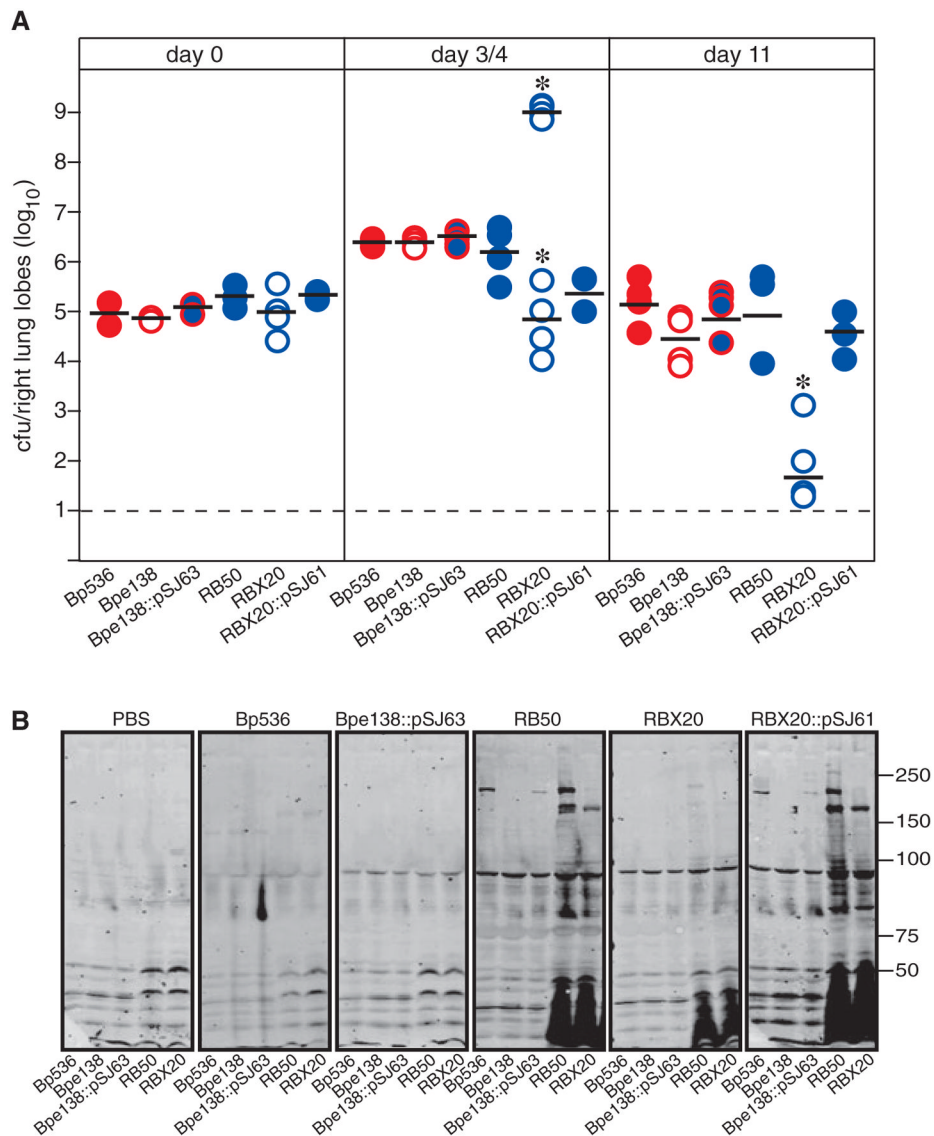 A
day 0 day 3/4 day 11
cfu/right lung lobes (log10)
9
8
7
6
5
4
3
2
1
* * *
Bp536 Bpe138 Bpe138::pSJ63 RB50 RBX20 RBX20::pSJ61 Bp536 Bpe138 Bpe138::pSJ63 RB50 RBX20 RBX20::pSJ61 Bp536 Bpe138 Bpe138::pSJ63 RB50 RBX20 RBX20::pSJ61
B
PBS Bp536 Bpe138::pSJ63 RB50 RBX20 RBX20::pSJ61
250
150
100
75
50
Bp536 Bpe138 Bpe138::pSJ63 RB50 RBX20 Bp536 Bpe138 Bpe138::pSJ63 RB50 RBX20 Bp536 Bpe138 Bpe138::pSJ63 RB50 RBX20 Bp536 Bpe138 Bpe138::pSJ63 RB50 RBX20 Bp536 Bpe138 Bpe138::pSJ63 RB50 RBX20 Bp536 Bpe138 Bpe138::pSJ63 RB50 RBX20